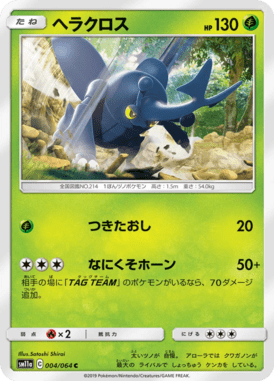 たね ヘラクロス HP 130
全国図鑑NO.214 1ぽんヅノポケモン 高さ:1.5m 重さ:54.0kg
つきたおし 20
なにくそホーン 50+
相手の場に「TAG TEAM」のポケモンがいるなら、70ダメージ
追加。
弱点 ×2 抵抗力 にげる
Illus. Satoshi Shirai
太いツノが 自慢。 アローラでは クワガノンが
最大の ライバルで しょっちゅう ケンカを している。
sm11a C 004/064 C
©2019 Pokémon/Nintendo/Creatures/GAME FREAK.